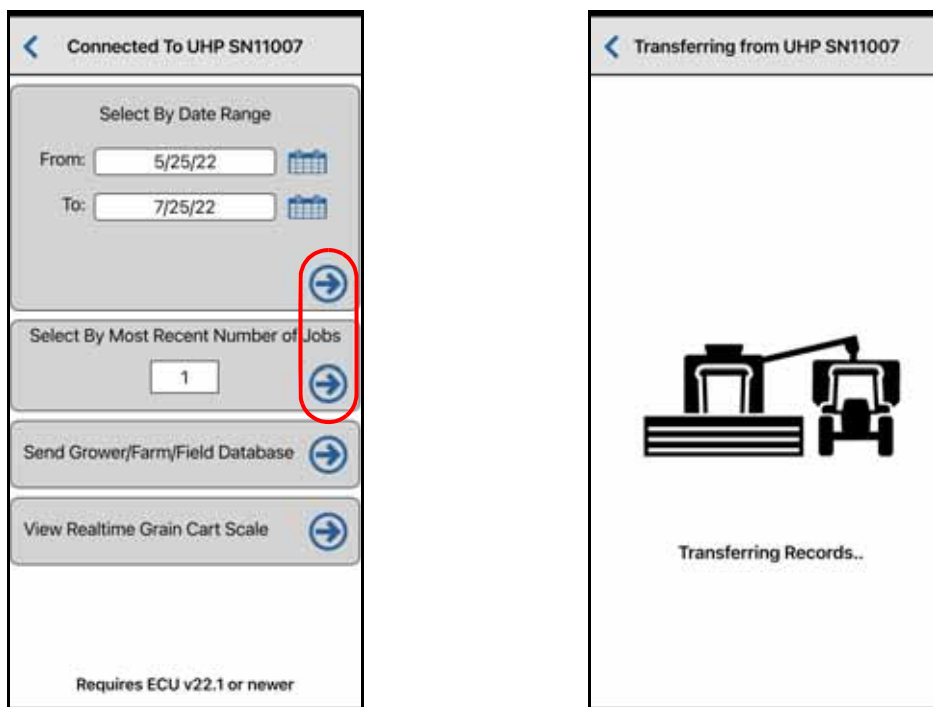 Connected To UHP SN11007
Select By Date Range
From: 5/25/22
To: 7/25/22
Select By Most Recent Number of Jobs
1
Send Grower/Farm/Field Database
View Realtime Grain Cart Scale
Requires ECU v22.1 or newer
Transferring from UHP SN11007
Transferring Records..